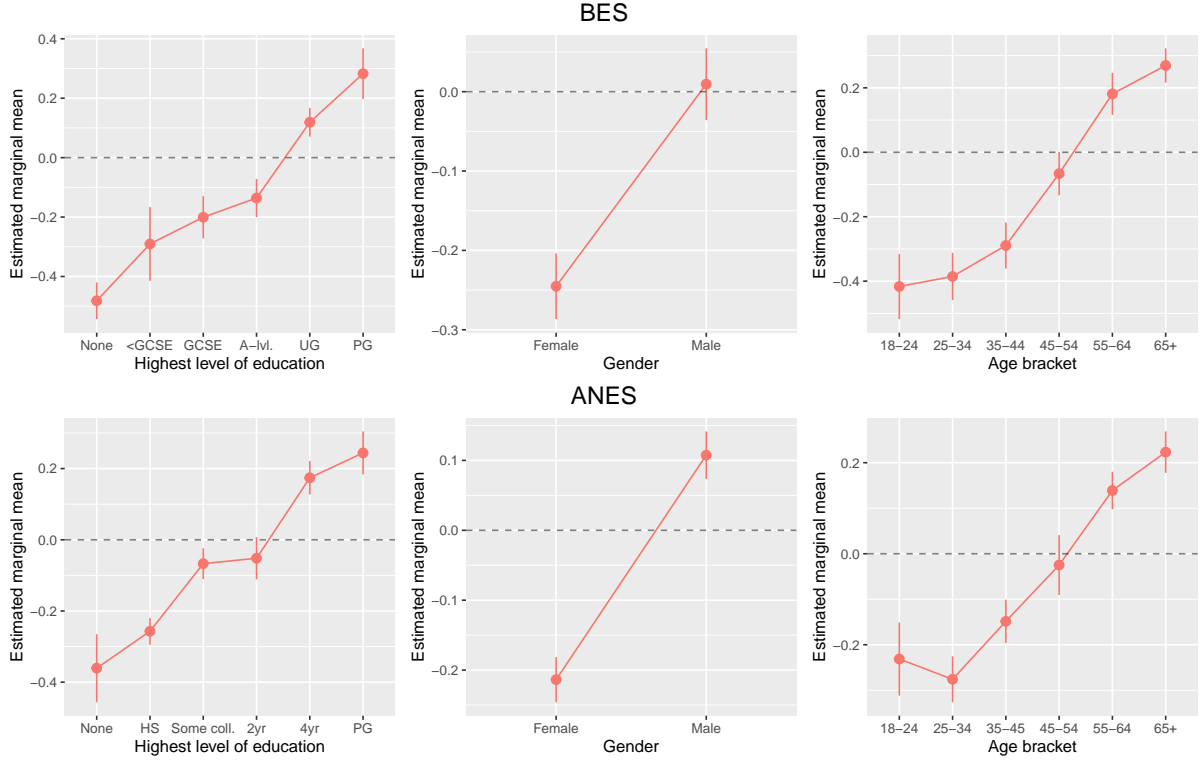 BES
Estimated marginal mean
0.4
0.2
0.0
−0.2
−0.4
None <GCSE GCSE A−lvl. UG PG
Highest level of education
Estimated marginal mean
0.0
−0.1
−0.2
−0.3
Female Male
Gender
Estimated marginal mean
0.2
0.0
−0.2
−0.4
18−24 25−34 35−44 45−54 55−64 65+
Age bracket
ANES
Estimated marginal mean
0.2
0.0
−0.2
−0.4
None HS Some coll. 2yr 4yr PG
Highest level of education
Estimated marginal mean
0.1
0.0
−0.1
−0.2
Female Male
Gender
Estimated marginal mean
0.2
0.0
−0.2
18−24 25−34 35−45 45−54 55−64 65+
Age bracket